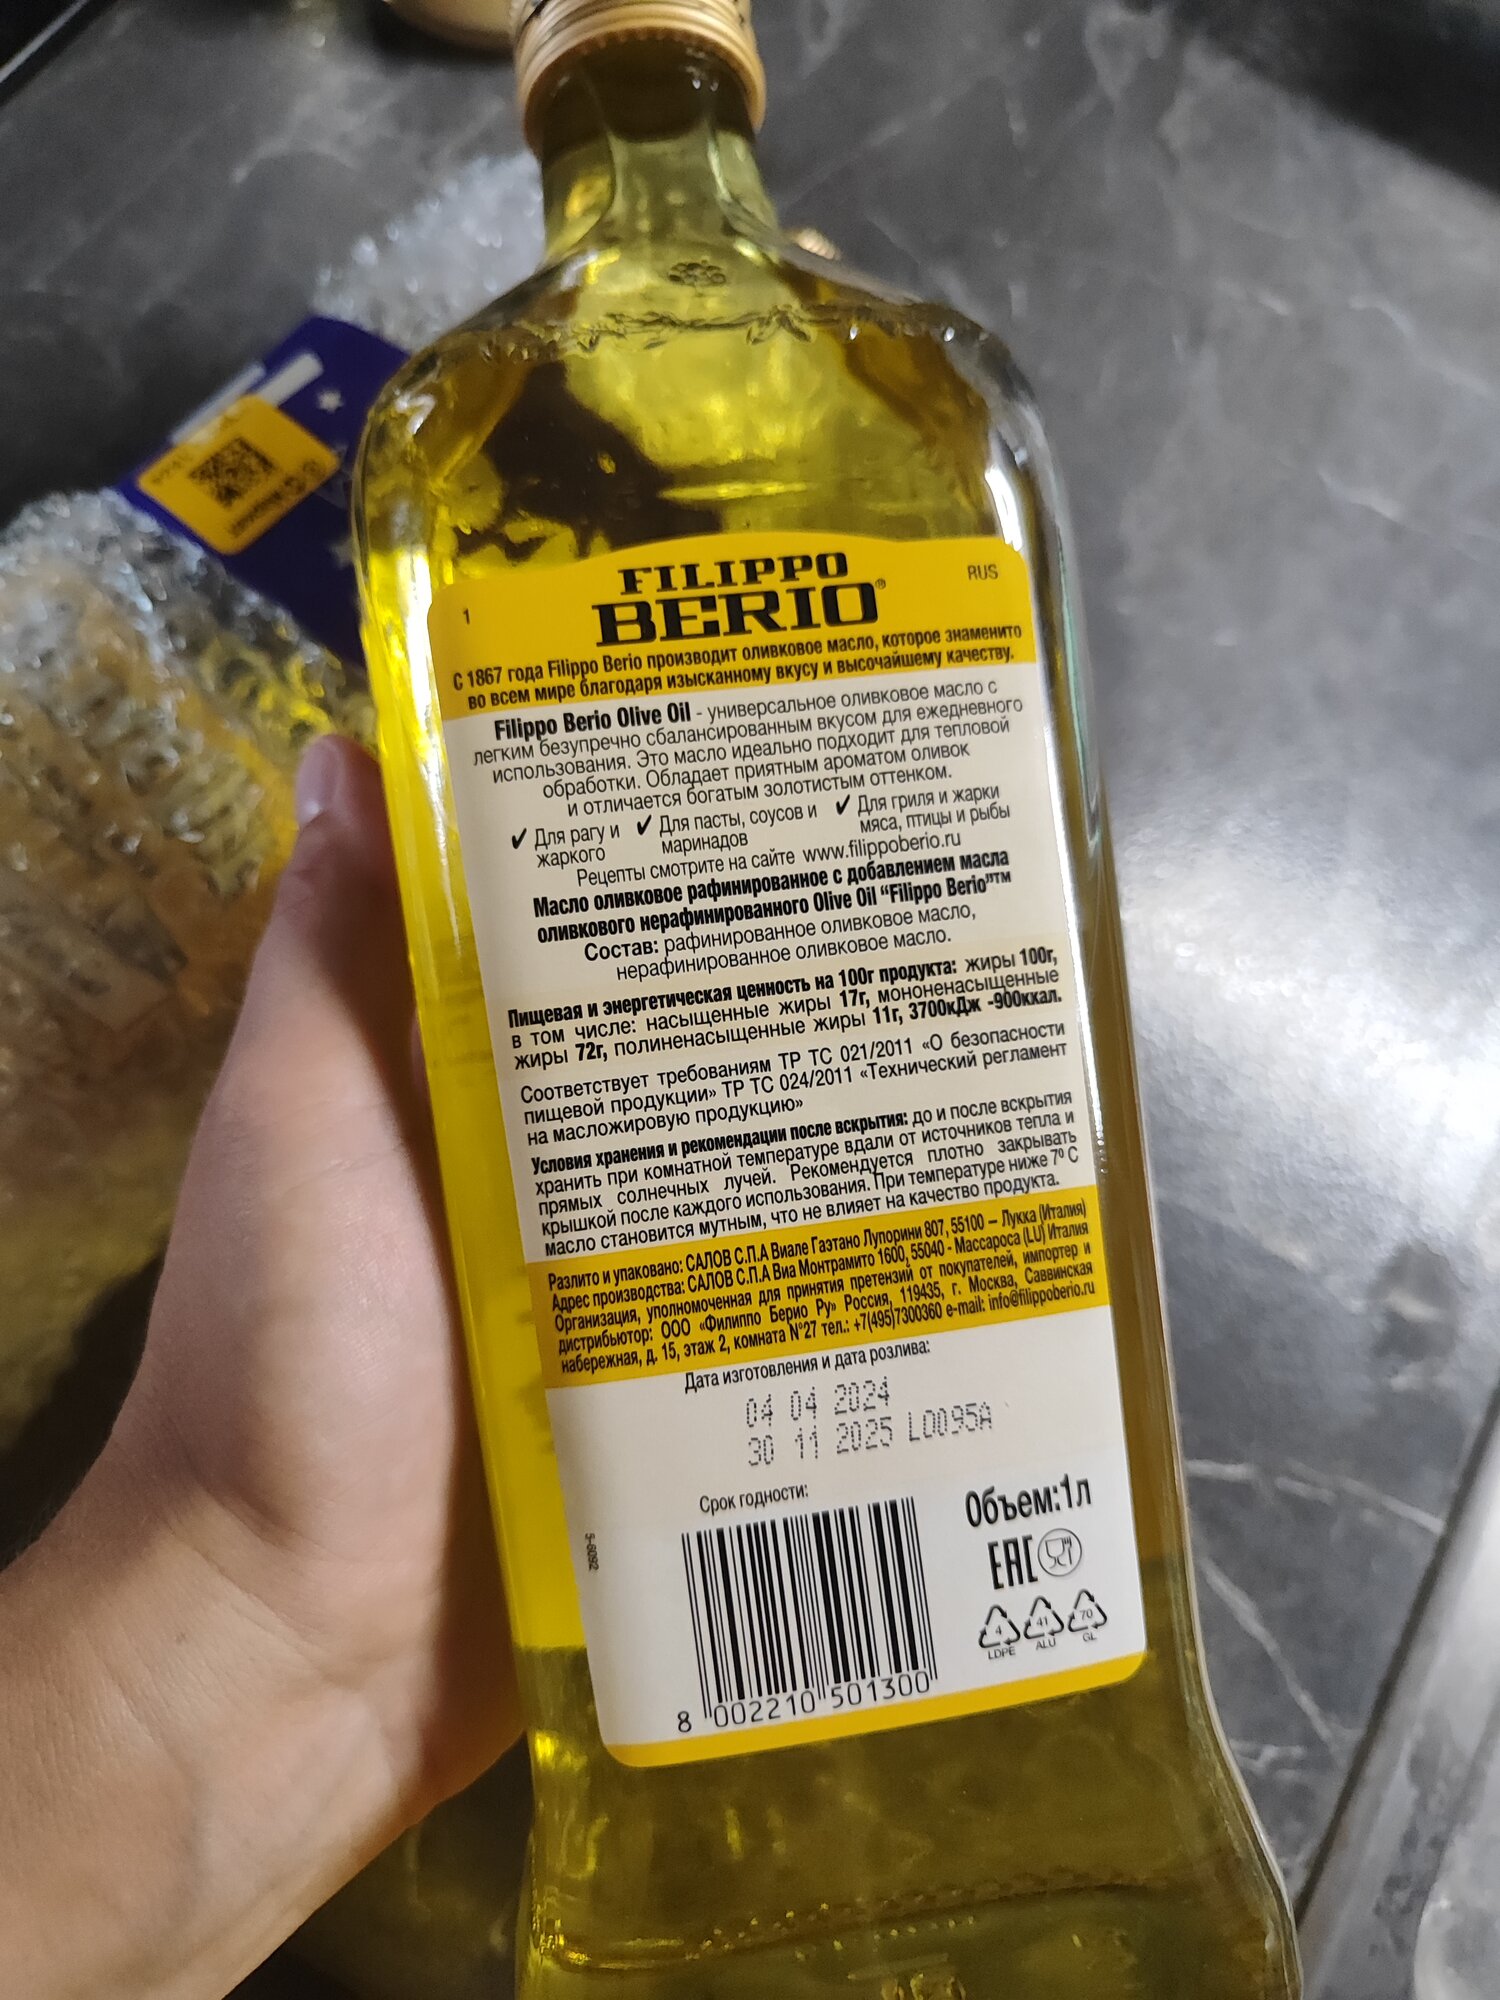 1
FILIPPO
RUS
BERIO®
С 1867 года Filippo Berio производит оливковое масло, которое знаменито
во всем мире благодаря изысканному вкусу и высочайшему качеству.
Filippo Berio Olive Oil - универсальное оливковое масло с
легким безупречно сбалансированным вкусом для ежедневного
использования. Это масло идеально подходит для тепловой
обработки. Обладает приятным ароматом оливок
и отличается богатым золотистым оттенком.
✓ Для рагу и жаркого
✓ Для пасты, соусов и маринадов
✓ Для гриля и жарки мяса, птицы и рыбы
Рецепты смотрите на сайте www.filippoberio.ru
Масло оливковое рафинированное с добавлением масла
оливкового нерафинированного Olive Oil “Filippo Berio”™
Состав: рафинированное оливковое масло,
нерафинированное оливковое масло.
Пищевая и энергетическая ценность на 100г продукта: жиры 100г,
в том числе: насыщенные жиры 17г, мононенасыщенные
жиры 72г, полиненасыщенные жиры 11г, 3700кДж -900ккал.
Соответствует требованиям ТР ТС 021/2011 «О безопасности
пищевой продукции» ТР ТС 024/2011 «Технический регламент
на масложировую продукцию»
Условия хранения и рекомендации после вскрытия: до и после вскрытия
хранить при комнатной температуре вдали от источников тепла и
прямых солнечных лучей. Рекомендуется плотно закрывать
крышкой после каждого использования. При температуре ниже 7º С
масло становится мутным, что не влияет на качество продукта.
Разлито и упаковано: САЛОВ С.П.А Виале Гаэтано Лупорини 807, 55100 – Лукка (Италия)
Адрес производства: САЛОВ С.П.А Виа Монтрамито 1600, 55040 - Массароса (LU) Италия
Организация, уполномоченная для принятия претензий от покупателей, импортер и
дистрибьютор: ООО «Филиппо Берио Ру» Россия, 119435, г. Москва, Саввинская
набережная, д. 15, этаж 2, комната N°27 тел.: +7(495)7300360 e-mail: info@filippoberio.ru
Дата изготовления и дата розлива:
04 04 2024
30 11 2025 L0095A
Срок годности:
Объем:1л
5-6092
EAC
4
LDPE
41
ALU
70
GL
8 002210 501300